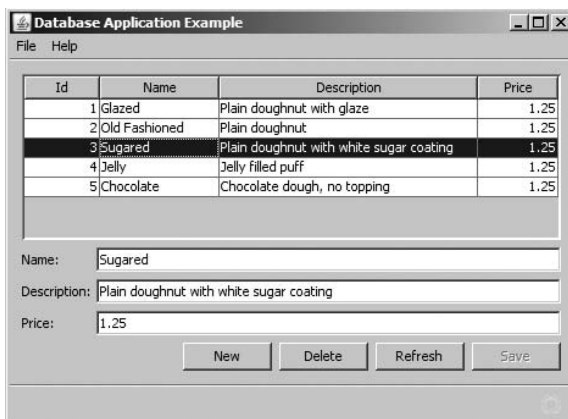 Database Application Example
File Help
Id Name Description Price
1 Glazed Plain doughnut with glaze 1.25
2 Old Fashioned Plain doughnut 1.25
3 Sugared Plain doughnut with white sugar coating 1.25
4 Jelly Jelly filled puff 1.25
5 Chocolate Chocolate dough, no topping 1.25
Name: Sugared
Description: Plain doughnut with white sugar coating
Price: 1.25
New Delete Refresh Save